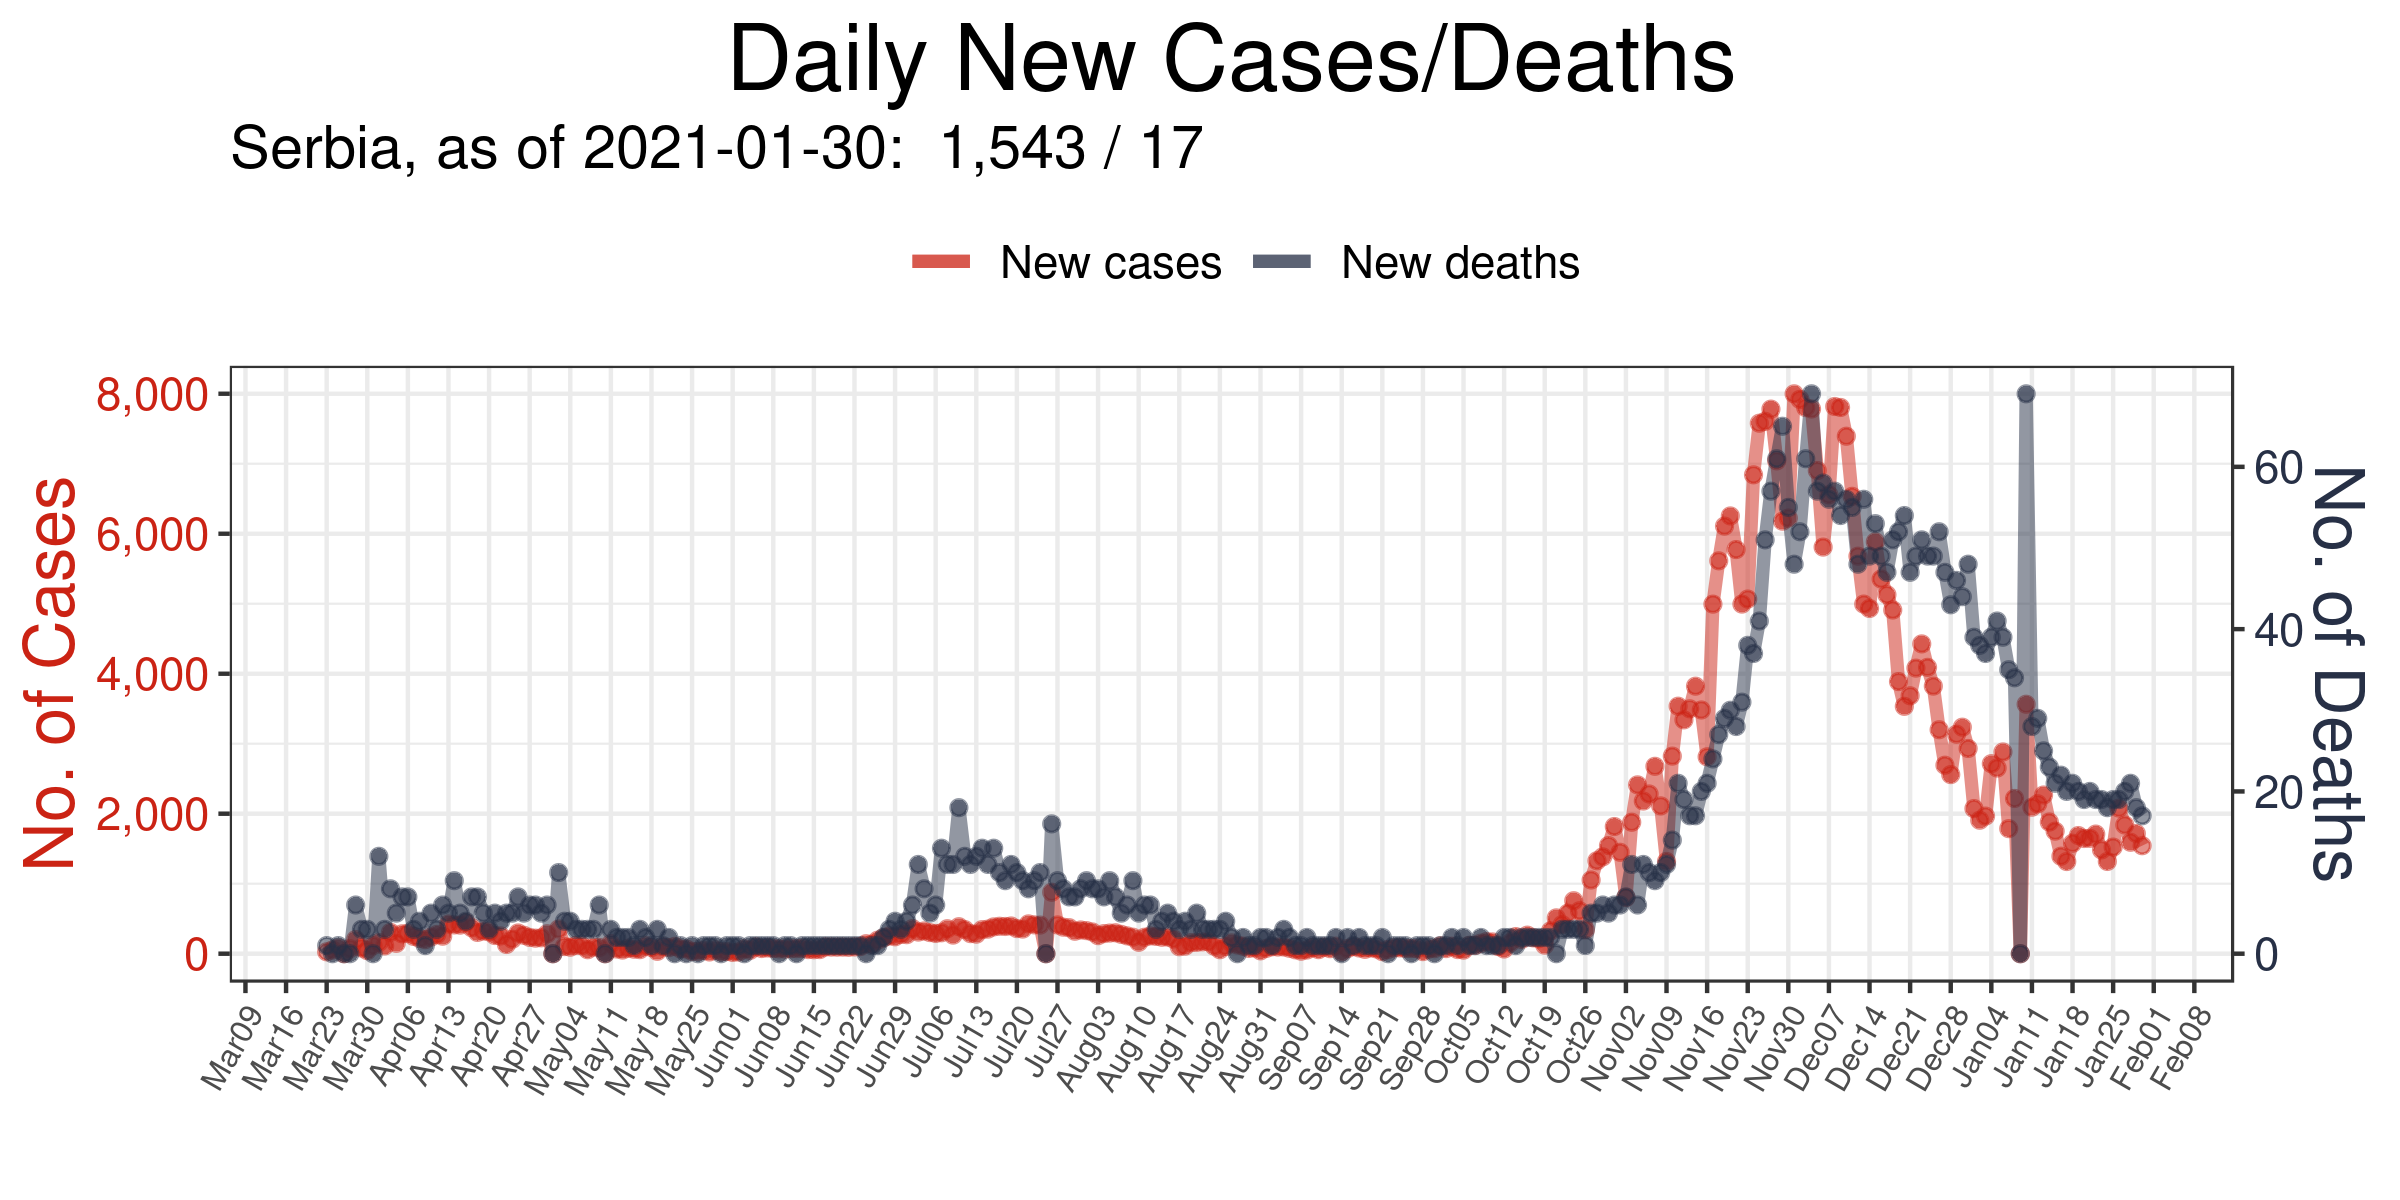 Daily New Cases/Deaths
Serbia, as of 2021-01-30:  1,543 / 17
New cases
New deaths
No. of Cases
8,000
6,000
4,000
2,000
0
60
40
20
0
No. of Deaths
Mar09
Mar16
Mar23
Mar30
Apr06
Apr13
Apr20
Apr27
May04
May11
May18
May25
Jun01
Jun08
Jun15
Jun22
Jun29
Jul06
Jul13
Jul20
Jul27
Aug03
Aug10
Aug17
Aug24
Aug31
Sep07
Sep14
Sep21
Sep28
Oct05
Oct12
Oct19
Oct26
Nov02
Nov09
Nov16
Nov23
Nov30
Dec07
Dec14
Dec21
Dec28
Jan04
Jan11
Jan18
Jan25
Feb01
Feb08